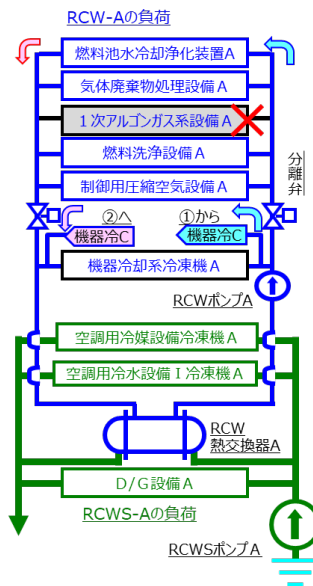 RCW-Aの負荷
燃料池水冷却浄化装置A
気体廃棄物処理設備A
１次アルゴンガス系設備A
燃料洗浄設備A
制御用圧縮空気設備A
分離弁
②へ
①から
機器冷C
機器冷C
機器冷却系冷凍機A
RCWポンプA
空調用冷媒設備冷凍機A
空調用冷水設備Ⅰ冷凍機A
RCW
熱交換器A
D/G設備A
RCWS-Aの負荷
RCWSポンプA